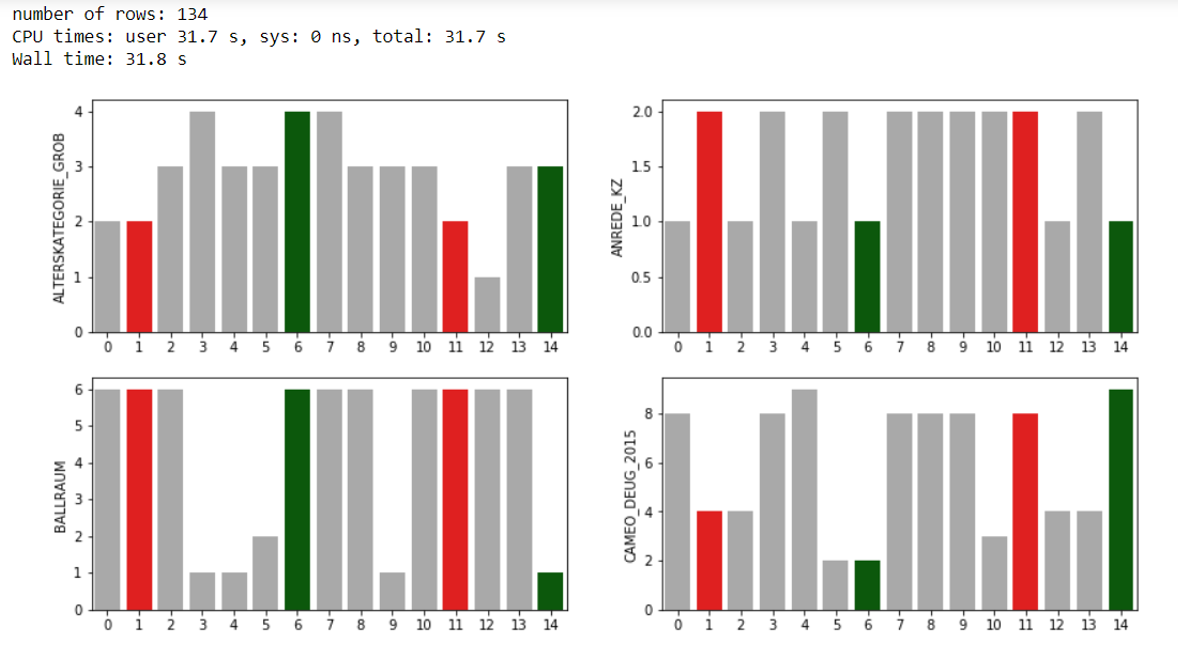 number of rows: 134
CPU times: user 31.7 s, sys: 0 ns, total: 31.7 s
Wall time: 31.8 s
ALTERSKATEGORIE_GROB
4
3
2
1
0
0 1 2 3 4 5 6 7 8 9 10 11 12 13 14
ANREDE_KZ
2.0
1.5
1.0
0.5
0.0
0 1 2 3 4 5 6 7 8 9 10 11 12 13 14
BALLRAUM
6
5
4
3
2
1
0
0 1 2 3 4 5 6 7 8 9 10 11 12 13 14
CAMEO_DEUG_2015
8
6
4
2
0
0 1 2 3 4 5 6 7 8 9 10 11 12 13 14